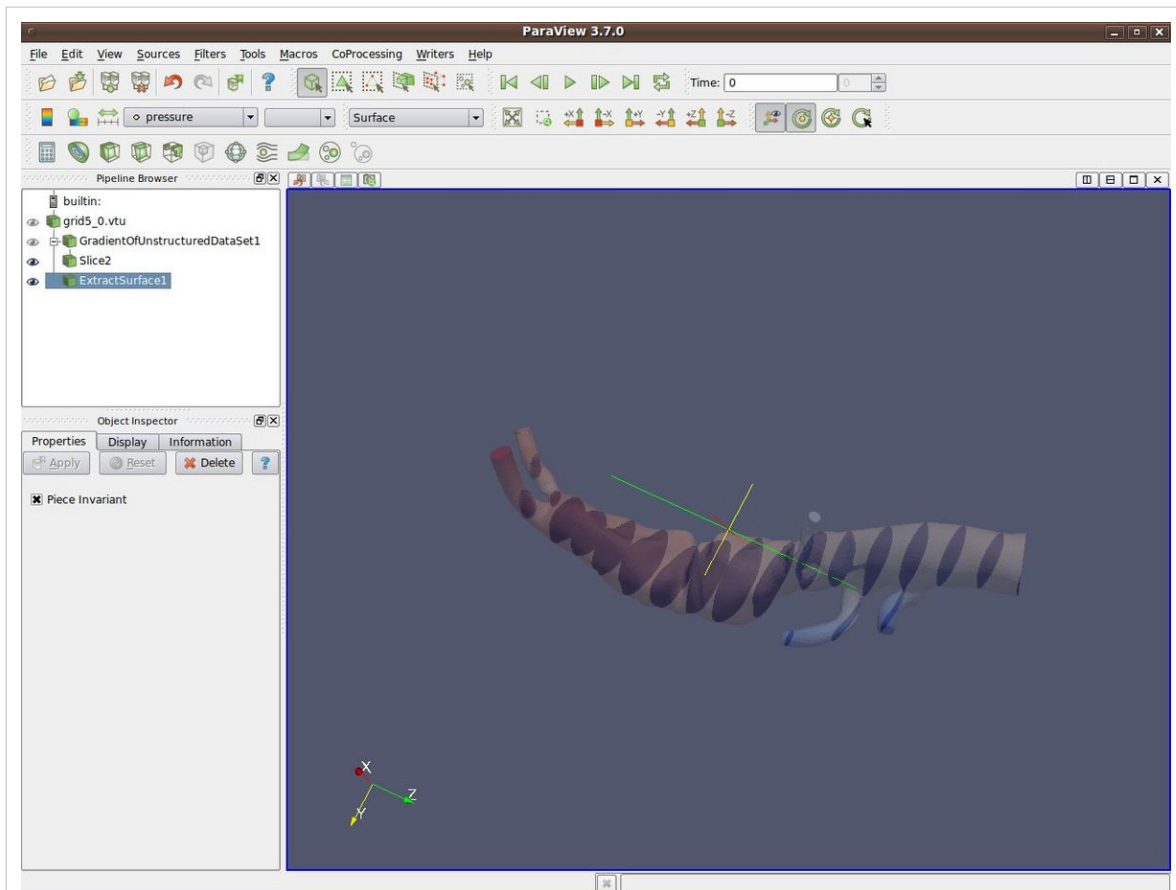 ParaView 3.7.0
File Edit View Sources Filters Tools Macros CoProcessing Writers Help
? Time: 0 0
pressure Surface +X -X +Y -Y +Z -Z
Pipeline Browser
builtin:
grid5_0.vtu
GradientOfUnstructuredDataSet1
Slice2
ExtractSurface1
Object Inspector
Properties Display Information
Apply Reset Delete ?
Piece Invariant
X
Z
Y